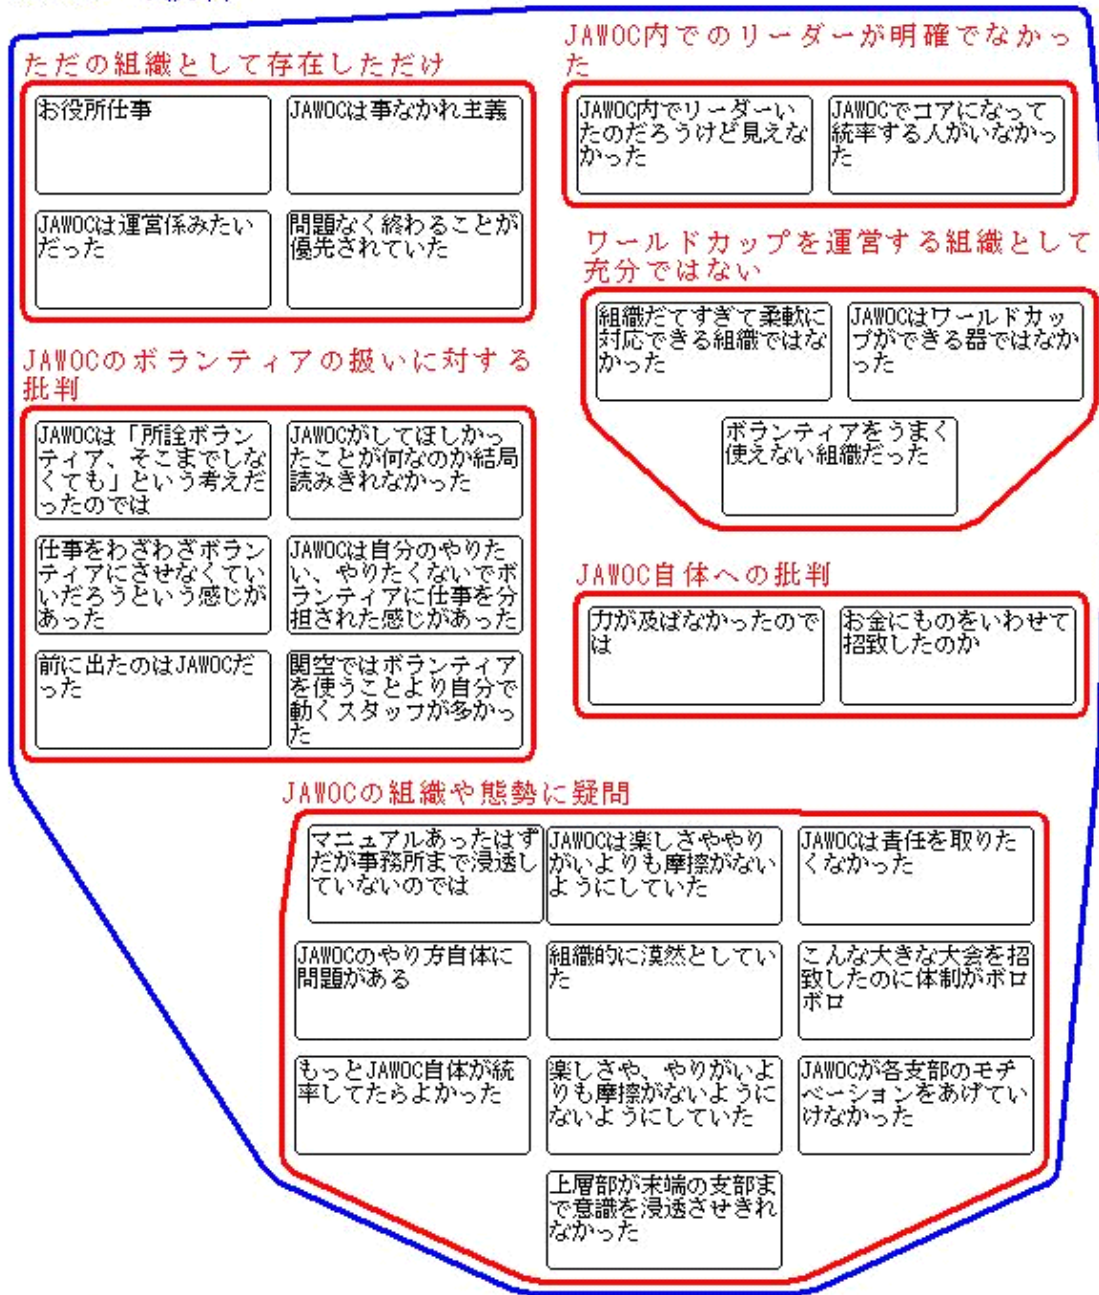 ただの組織として存在しただけ
お役所仕事
JAWOCは事なかれ主義
JAWOCは運営係みたい
だった
問題なく終わることが
優先されていた
JAWOC内でのリーダーが明確でなかっ
た
JAWOC内でリーダーい
たのだろうけど見えな
かった
JAWOCでコアになって
統率する人がいなかっ
た
ワールドカップを運営する組織として
充分ではない
組織だてすぎて柔軟に
対応できる組織ではな
かった
JAWOCはワールドカッ
プができる器ではなか
った
ボランティアをうまく
使えない組織だった
JAWOCのボランティアの扱いに対する
批判
JAWOCは「所詮ボラン
ティア、そこまでしな
くても」という考えだ
ったのでは
JAWOCがしてほしかっ
たことが何なのか結局
読みきれなかった
仕事をわざわざボラン
ティアにさせなくてい
いだろうという感じが
あった
JAWOCは自分のやりた
い、やりたくないでボ
ランティアに仕事を分
担された感じがあった
前に出たのはJAWOCだ
った
関空ではボランティア
を使うことより自分で
動くスタッフが多かっ
た
JAWOC自体への批判
力が及ばなかったので
は
お金にものをいわせて
招致したのか
JAWOCの組織や態勢に疑問
マニュアルあったはず
だが事務所まで浸透し
ていないのでは
JAWOCは楽しさややり
がいよりも摩擦がない
ようにしていた
JAWOCは責任を取りた
くなかった
JAWOCのやり方自体に
問題がある
組織的に漠然としてい
た
こんな大きな大会を招
致したのに体制がボロ
ボロ
もっとJAWOC自体が統
率してたらよかった
楽しさや、やりがいよ
りも摩擦がないように
ないようにしていた
JAWOCが各支部のモチ
ベーションをあげてい
けなかった
上層部が末端の支部ま
で意識を浸透させきれ
なかった